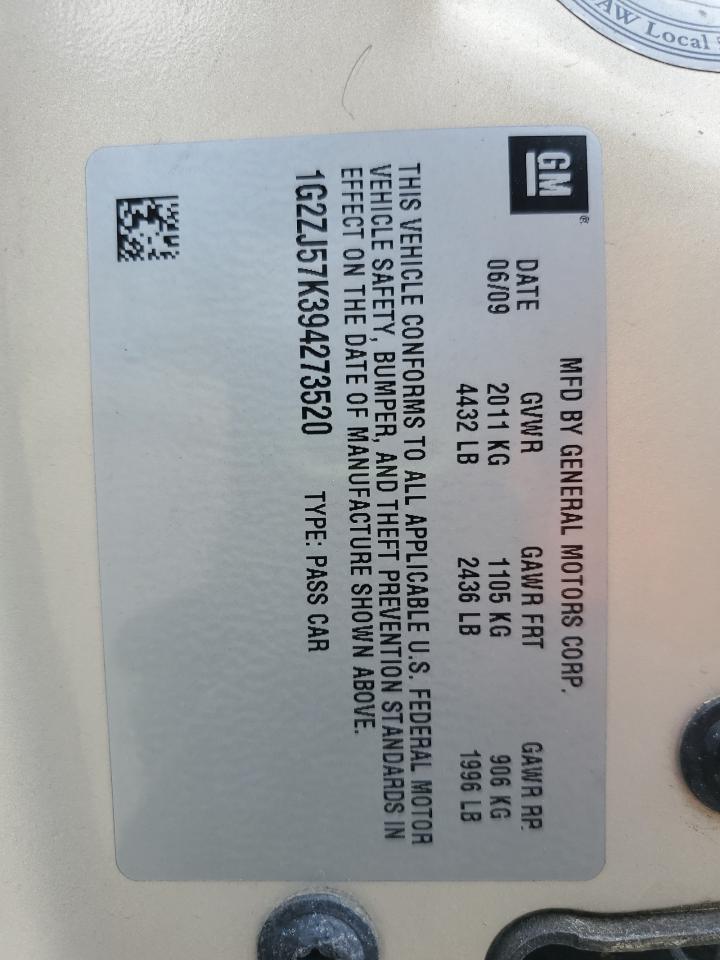 AW Local
GM®
MFD BY GENERAL MOTORS CORP.
DATE GVWR GAWR FRT GAWR RR
06/09 2011 KG 1105 KG 906 KG
4432 LB 2436 LB 1996 LB
THIS VEHICLE CONFORMS TO ALL APPLICABLE U.S. FEDERAL MOTOR
VEHICLE SAFETY, BUMPER, AND THEFT PREVENTION STANDARDS IN
EFFECT ON THE DATE OF MANUFACTURE SHOWN ABOVE.
1G2ZJ57K394273520 TYPE: PASS CAR